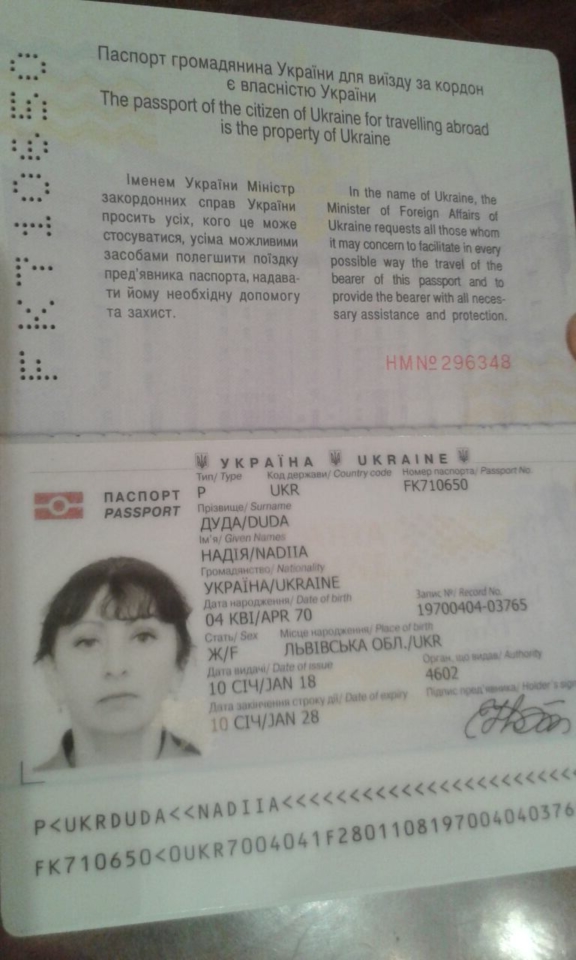 FK710650
Паспорт громадянина України для виїзду за кордон
є власністю України
The passport of the citizen of Ukraine for travelling abroad
is the property of Ukraine
Іменем України Міністр
закордонних справ України
просить усіх, кого це може
стосуватися, усіма можливими
засобами полегшити поїздку
пред'явника паспорта, надава-
ти йому необхідну допомогу
та захист.
In the name of Ukraine, the
Minister of Foreign Affairs of
Ukraine requests all those whom
it may concern to facilitate in every
possible way the travel of the
bearer of this passport and to
provide the bearer with all neces-
sary assistance and protection.
НМ№296348
УКРАЇНА UKRAINE
ПАСПОРТ
PASSPORT
Тип/ Type Код держави/ Country code Номер паспорта/ Passport No.
P UKR FK710650
Прізвище/ Surname
ДУДА/DUDA
Ім'я/ Given Names
НАДІЯ/NADIIA
Громадянство/ Nationality
УКРАЇНА/UKRAINE
Дата народження/ Date of birth Запис №/ Record No.
04 КВІ/APR 70 19700404-03765
Стать/ Sex Місце народження/ Place of birth
Ж/F ЛЬВІВСЬКА ОБЛ./UKR
Дата видачі/ Date of issue Орган, що видав/ Authority
10 СІЧ/JAN 18 4602
Дата закінчення строку дії/ Date of expiry Підпис пред'явника/ Holder's
10 СІЧ/JAN 28
P<UKRDUDA<<NADIIA<<<<<<<<<<<<<<<<<<<<<
FK710650<0UKR7004041F2801108197004040376